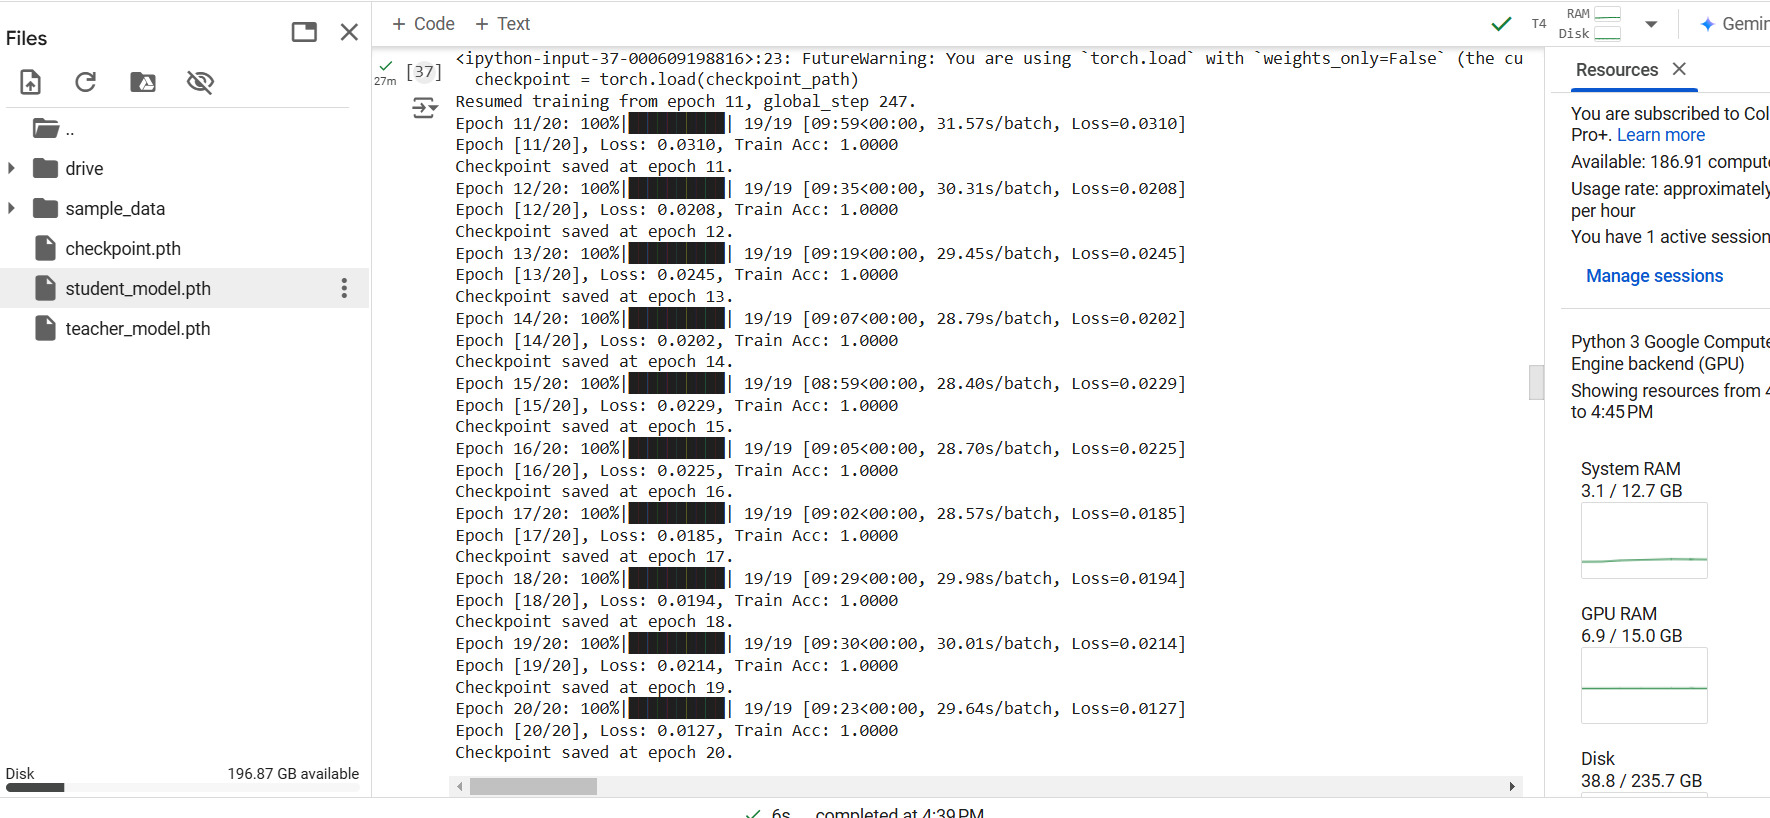 Files
..
drive
sample_data
checkpoint.pth
student_model.pth
teacher_model.pth
Disk
196.87 GB available
+ Code + Text
T4
RAM
Disk
Gemin
27m
[37]
<ipython-input-37-000609198816>:23: FutureWarning: You are using `torch.load` with `weights_only=False` (the cu
checkpoint = torch.load(checkpoint_path)
Resumed training from epoch 11, global_step 247.
Epoch 11/20: 100%|██████████| 19/19 [09:59<00:00, 31.57s/batch, Loss=0.0310]
Epoch [11/20], Loss: 0.0310, Train Acc: 1.0000
Checkpoint saved at epoch 11.
Epoch 12/20: 100%|██████████| 19/19 [09:35<00:00, 30.31s/batch, Loss=0.0208]
Epoch [12/20], Loss: 0.0208, Train Acc: 1.0000
Checkpoint saved at epoch 12.
Epoch 13/20: 100%|██████████| 19/19 [09:19<00:00, 29.45s/batch, Loss=0.0245]
Epoch [13/20], Loss: 0.0245, Train Acc: 1.0000
Checkpoint saved at epoch 13.
Epoch 14/20: 100%|██████████| 19/19 [09:07<00:00, 28.79s/batch, Loss=0.0202]
Epoch [14/20], Loss: 0.0202, Train Acc: 1.0000
Checkpoint saved at epoch 14.
Epoch 15/20: 100%|██████████| 19/19 [08:59<00:00, 28.40s/batch, Loss=0.0229]
Epoch [15/20], Loss: 0.0229, Train Acc: 1.0000
Checkpoint saved at epoch 15.
Epoch 16/20: 100%|██████████| 19/19 [09:05<00:00, 28.70s/batch, Loss=0.0225]
Epoch [16/20], Loss: 0.0225, Train Acc: 1.0000
Checkpoint saved at epoch 16.
Epoch 17/20: 100%|██████████| 19/19 [09:02<00:00, 28.57s/batch, Loss=0.0185]
Epoch [17/20], Loss: 0.0185, Train Acc: 1.0000
Checkpoint saved at epoch 17.
Epoch 18/20: 100%|██████████| 19/19 [09:29<00:00, 29.98s/batch, Loss=0.0194]
Epoch [18/20], Loss: 0.0194, Train Acc: 1.0000
Checkpoint saved at epoch 18.
Epoch 19/20: 100%|██████████| 19/19 [09:30<00:00, 30.01s/batch, Loss=0.0214]
Epoch [19/20], Loss: 0.0214, Train Acc: 1.0000
Checkpoint saved at epoch 19.
Epoch 20/20: 100%|██████████| 19/19 [09:23<00:00, 29.64s/batch, Loss=0.0127]
Epoch [20/20], Loss: 0.0127, Train Acc: 1.0000
Checkpoint saved at epoch 20.
6s completed at 4:39 PM
Resources
You are subscribed to Col
Pro+. Learn more
Available: 186.91 compute
Usage rate: approximately
per hour
You have 1 active session
Manage sessions
Python 3 Google Compute
Engine backend (GPU)
Showing resources from 4
to 4:45 PM
System RAM
3.1 / 12.7 GB
GPU RAM
6.9 / 15.0 GB
Disk
38.8 / 235.7 GB